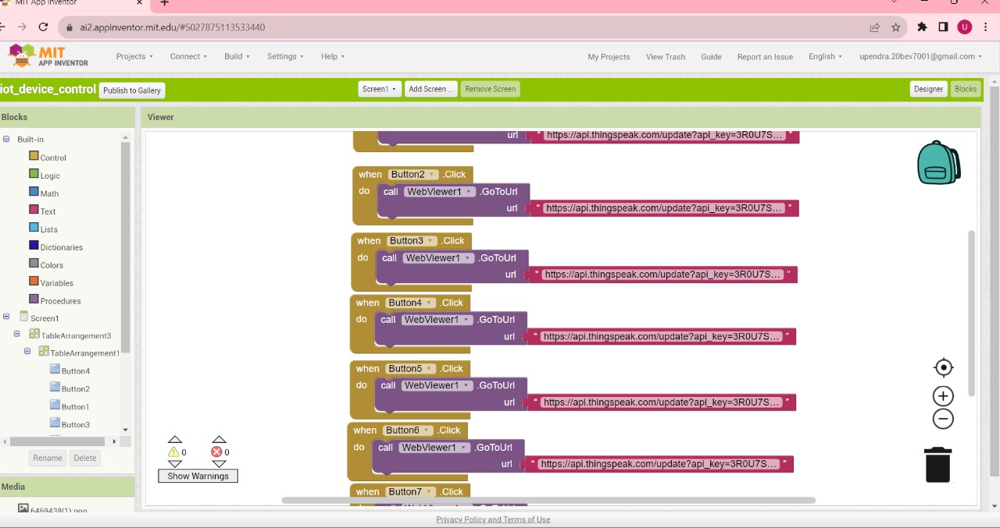 MIT App Inventor
ai2.appinventor.mit.edu/#5027875113533440
U
MIT
APP INVENTOR
Projects Connect Build Settings Help My Projects View Trash Guide Report an Issue English upendra.20bev7001@gmail.com
iot_device_control Publish to Gallery Screen1 Add Screen ... Remove Screen Designer Blocks
Blocks Viewer
Built-in
Control
Logic
Math
Text
Lists
Dictionaries
Colors
Variables
Procedures
Screen1
TableArrangement3
TableArrangement1
Button4
Button2
Button1
Button3
Rename Delete
Media
6469438(1).png
url " https://api.thingspeak.com/update?api_key=3R0U7S... "
when Button2 .Click
do call WebViewer1 .GoToUrl
url " https://api.thingspeak.com/update?api_key=3R0U7S... "
when Button3 .Click
do call WebViewer1 .GoToUrl
url " https://api.thingspeak.com/update?api_key=3R0U7S... "
when Button4 .Click
do call WebViewer1 .GoToUrl
url " https://api.thingspeak.com/update?api_key=3R0U7S... "
when Button5 .Click
do call WebViewer1 .GoToUrl
url " https://api.thingspeak.com/update?api_key=3R0U7S... "
when Button6 .Click
do call WebViewer1 .GoToUrl
url " https://api.thingspeak.com/update?api_key=3R0U7S... "
when Button7 .Click
0 0
Show Warnings
Privacy Policy and Terms of Use